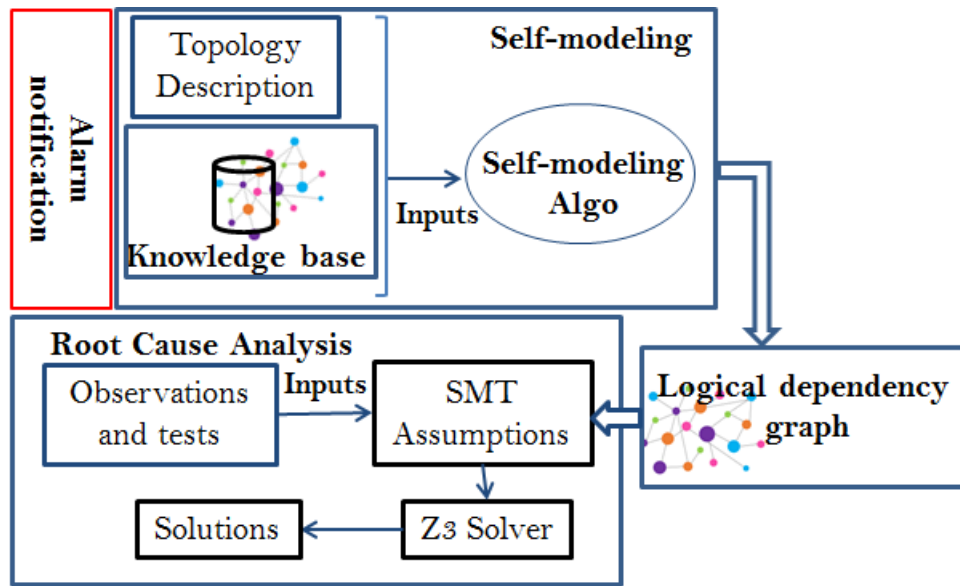 Alarm
notification
Topology
Description
Self-modeling
Knowledge base
Inputs
Self-modeling
Algo
Root Cause Analysis
Observations
and tests
Inputs
SMT
Assumptions
Logical dependency
graph
Solutions
Z3 Solver